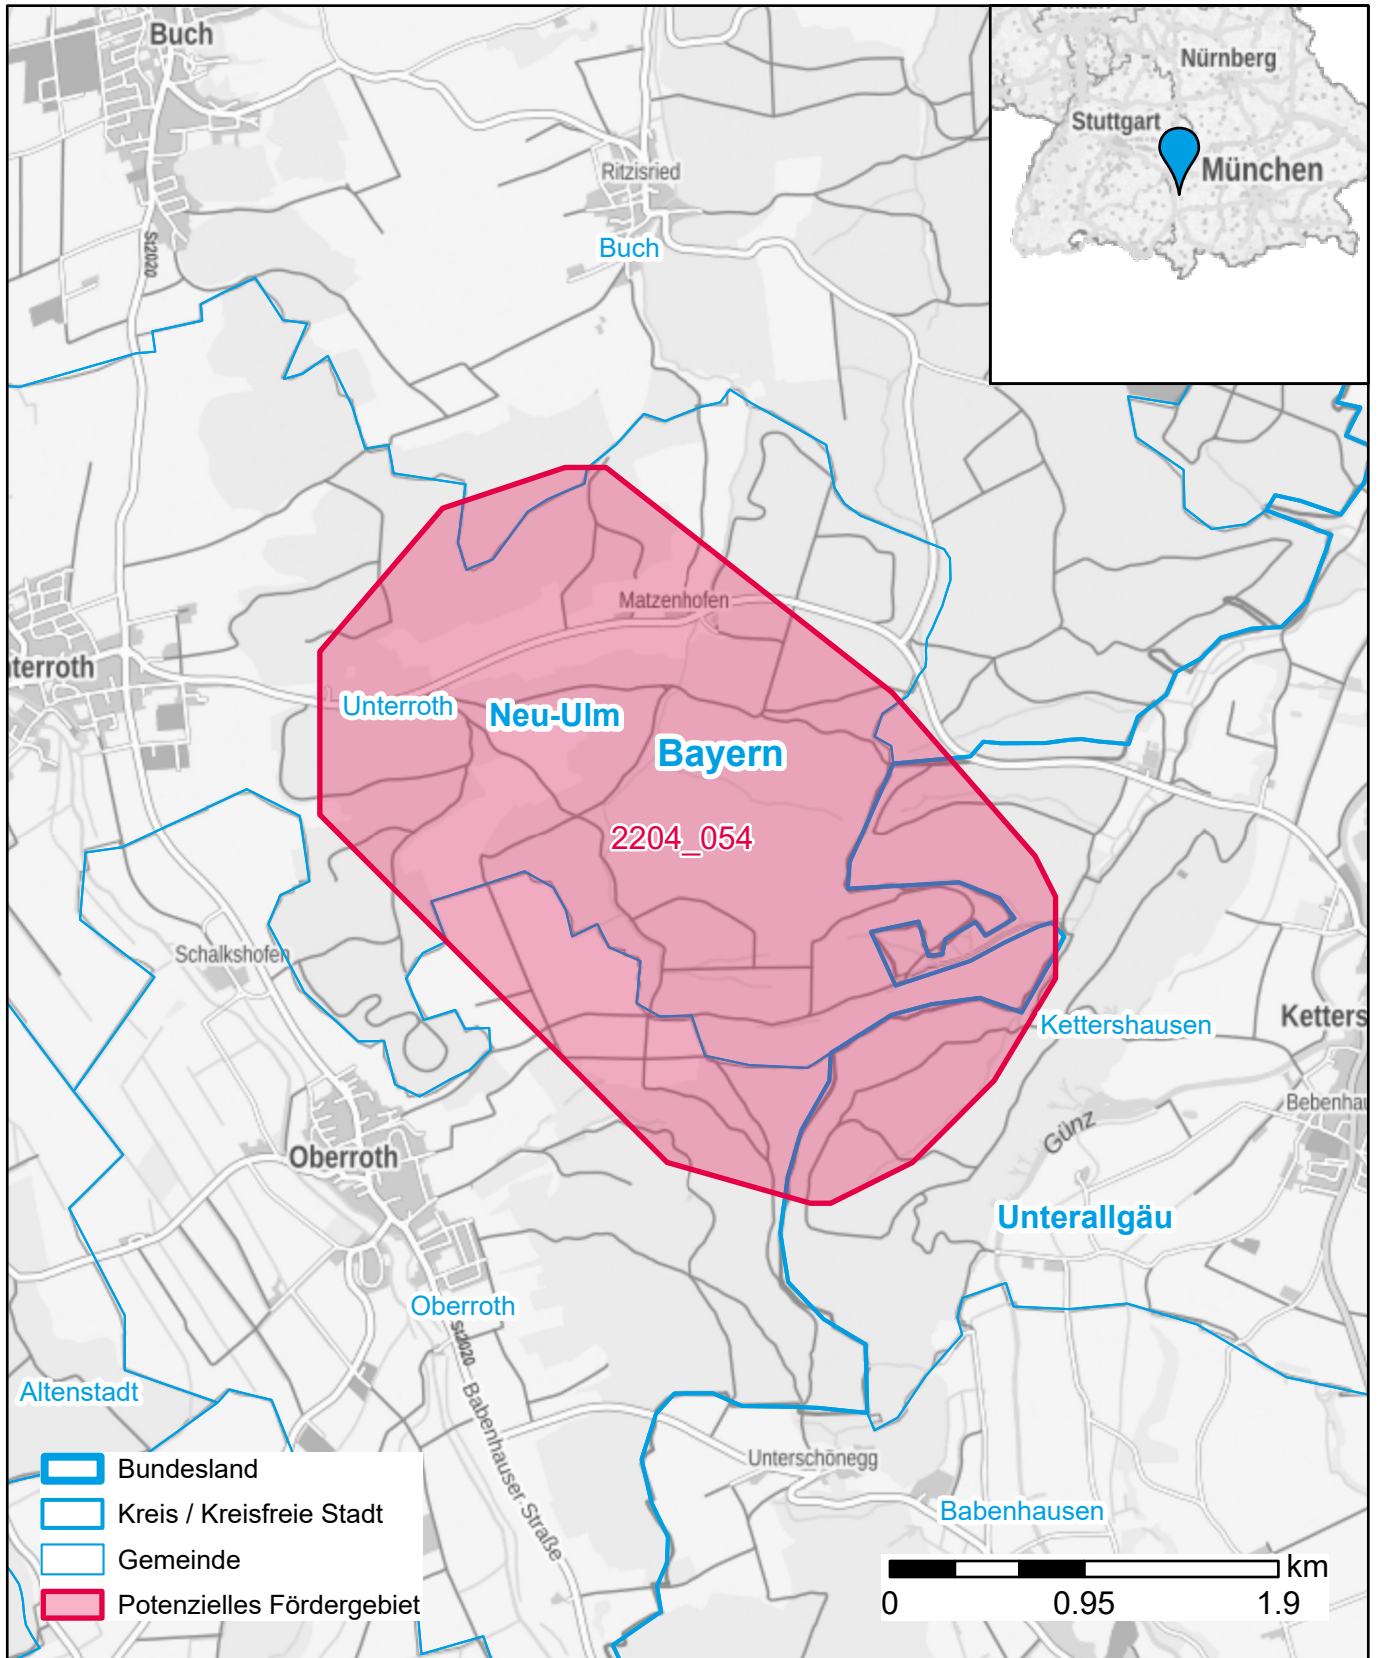 Buch
Nürnberg
Stuttgart
München
Ritzisried
Buch
St2020
Matzenhofen
nterroth
Unterroth
Neu-Ulm
Bayern
2204_054
Schalkshofen
Kettershausen
Ketters
Bebenhau
Günz
Oberroth
Unterallgäu
Oberroth
St2020
Babenhauser Straße
Altenstadt
Unterschönegg
Babenhausen
Bundesland
Kreis / Kreisfreie Stadt
Gemeinde
Potenzielles Fördergebiet
km
0 0.95 1.9